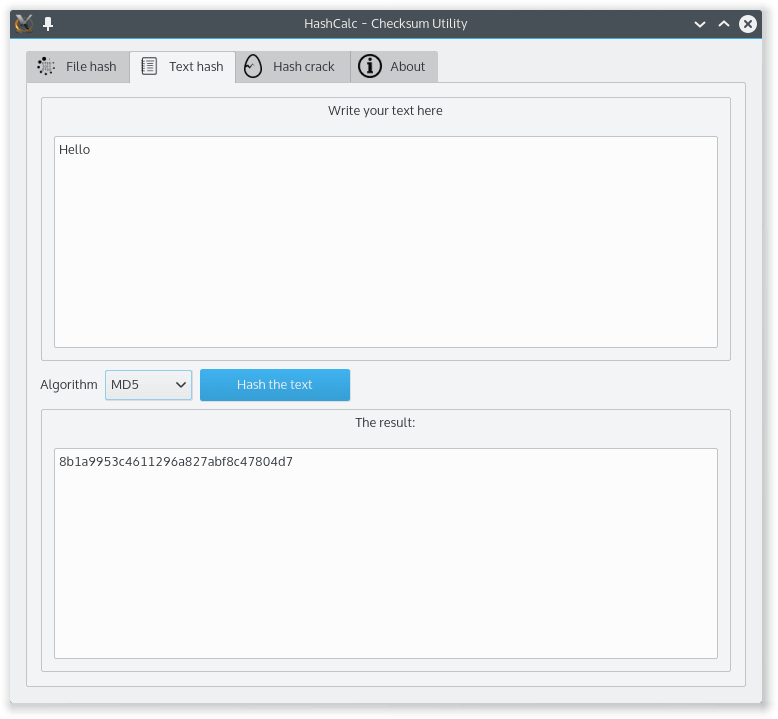 HashCalc - Checksum Utility
File hash Text hash Hash crack About
Write your text here
Hello
Algorithm MD5 Hash the text
The result:
8b1a9953c4611296a827abf8c47804d7